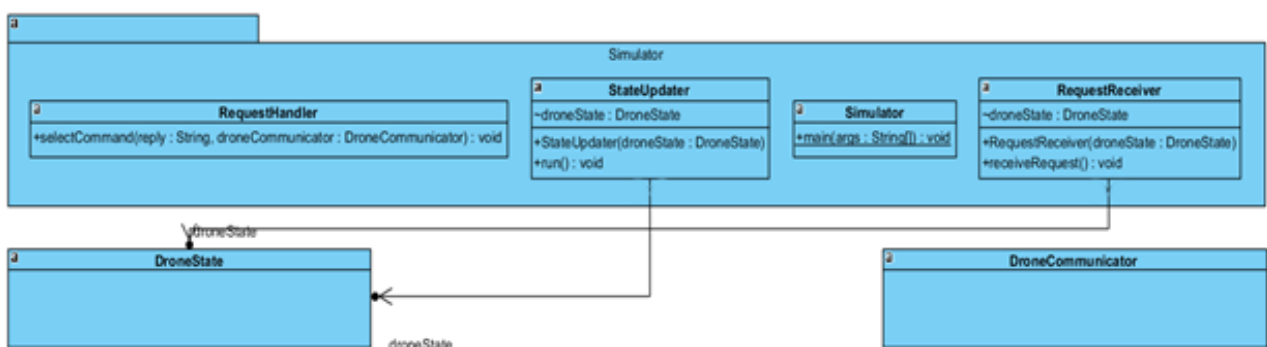 Simulator
RequestHandler
+selectCommand(reply : String, droneCommunicator : DroneCommunicator) : void
StateUpdater
~droneState : DroneState
+StateUpdater(droneState : DroneState)
+run() : void
Simulator
+main(args : String[]) : void
RequestReceiver
~droneState : DroneState
+RequestReceiver(droneState : DroneState)
+receiveRequest() : void
droneState
DroneState
DroneCommunicator
droneState